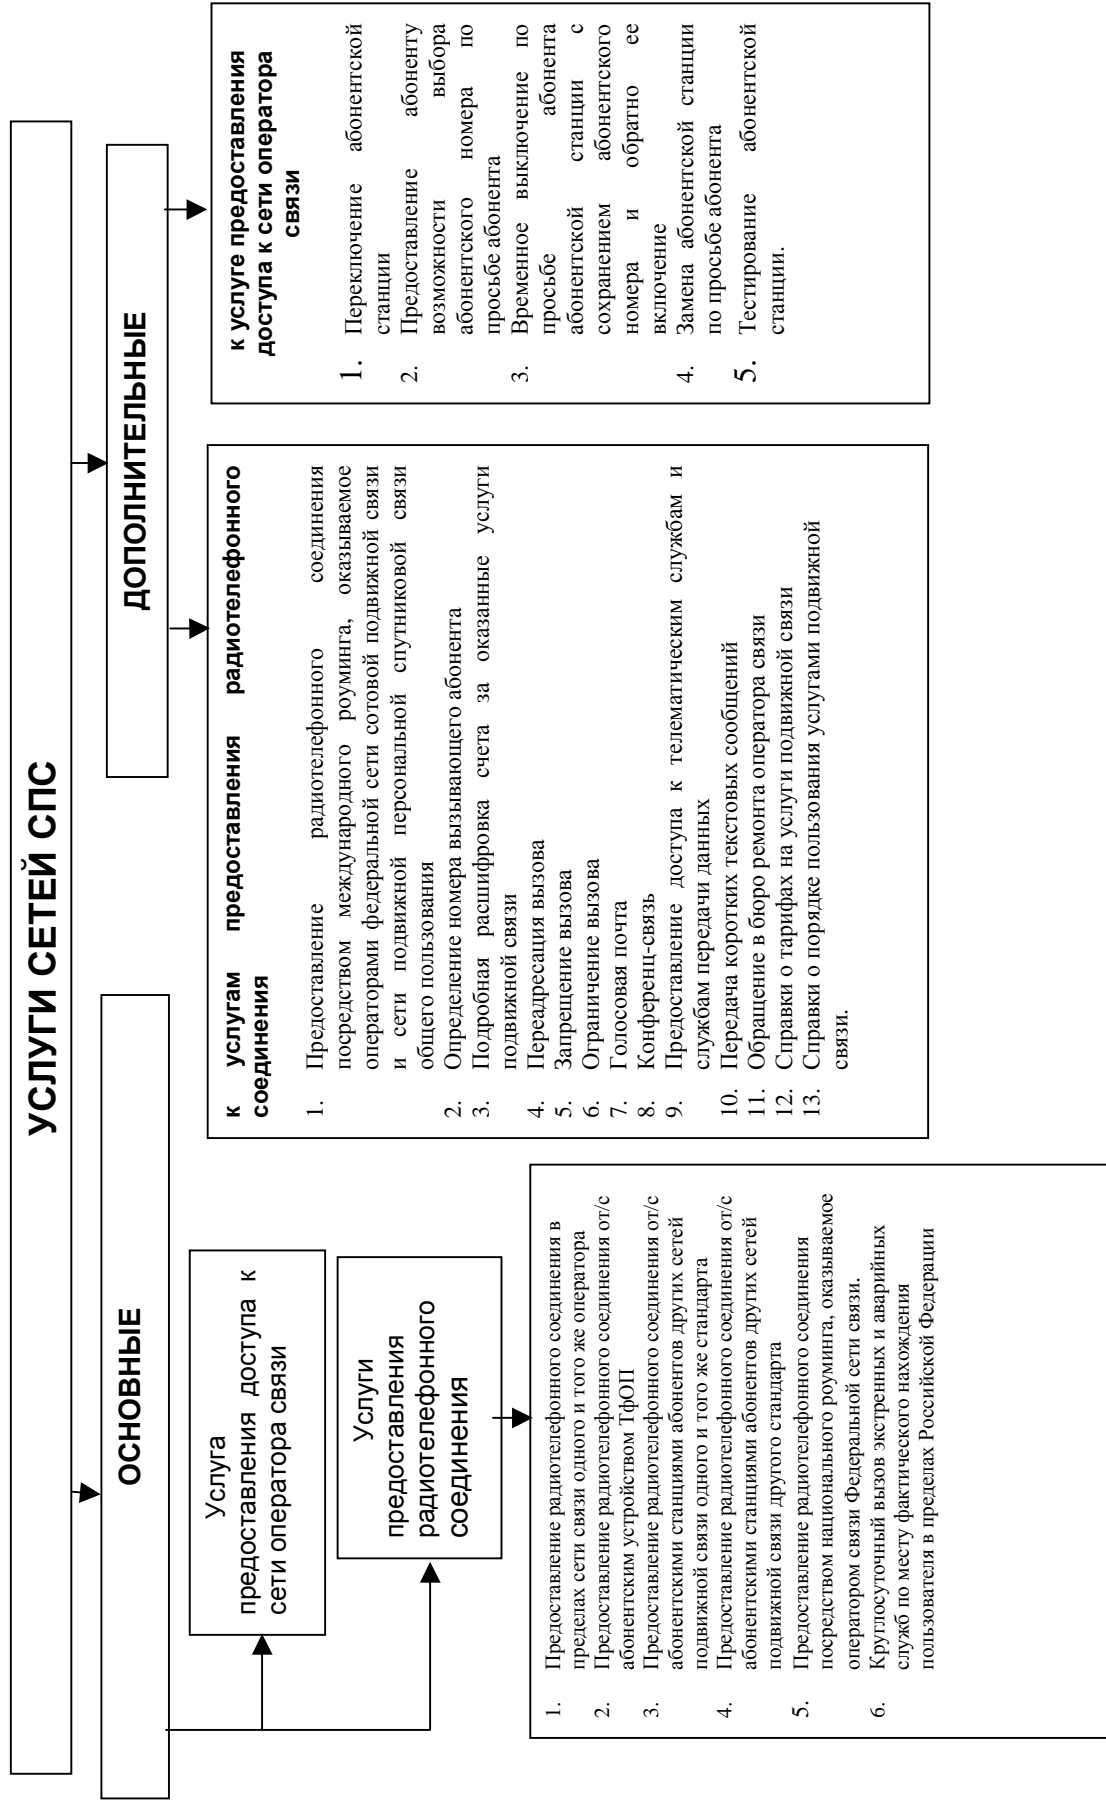 УСЛУГИ СЕТЕЙ СПС
ОСНОВНЫЕ
Услуга
предоставления доступа к
сети оператора связи
Услуги
предоставления
радиотелефонного
соединения
1. Предоставление радиотелефонного соединения в
пределах сети связи одного и того же оператора
2. Предоставление радиотелефонного соединения от/с
абонентским устройством ТфОП
3. Предоставление радиотелефонного соединения от/с
абонентскими станциями абонентов других сетей
подвижной связи одного и того же стандарта
4. Предоставление радиотелефонного соединения от/с
абонентскими станциями абонентов других сетей
подвижной связи другого стандарта
5. Предоставление радиотелефонного соединения
посредством национального роуминга, оказываемое
оператором связи Федеральной сети связи.
6. Круглосуточный вызов экстренных и аварийных
служб по месту фактического нахождения
пользователя в пределах Российской Федерации
ДОПОЛНИТЕЛЬНЫЕ
к услугам предоставления радиотелефонного
соединения
1. Предоставление радиотелефонного соединения
посредством международного роуминга, оказываемое
операторами федеральной сети сотовой подвижной связи
и сети подвижной персональной спутниковой связи
общего пользования
2. Определение номера вызывающего абонента
3. Подробная расшифровка счета за оказанные услуги
подвижной связи
4. Переадресация вызова
5. Запрещение вызова
6. Ограничение вызова
7. Голосовая почта
8. Конференц-связь
9. Предоставление доступа к телематическим службам и
службам передачи данных
10. Передача коротких текстовых сообщений
11. Обращение в бюро ремонта оператора связи
12. Справки о тарифах на услуги подвижной связи
13. Справки о порядке пользования услугами подвижной
связи.
к услуге предоставления
доступа к сети оператора
связи
1. Переключение абонентской
станции
2. Предоставление абоненту
возможности выбора
абонентского номера по
просьбе абонента
3. Временное выключение по
просьбе абонента
абонентской станции с
сохранением абонентского
номера и обратно ее
включение
4. Замена абонентской станции
по просьбе абонента
5. Тестирование абонентской
станции.